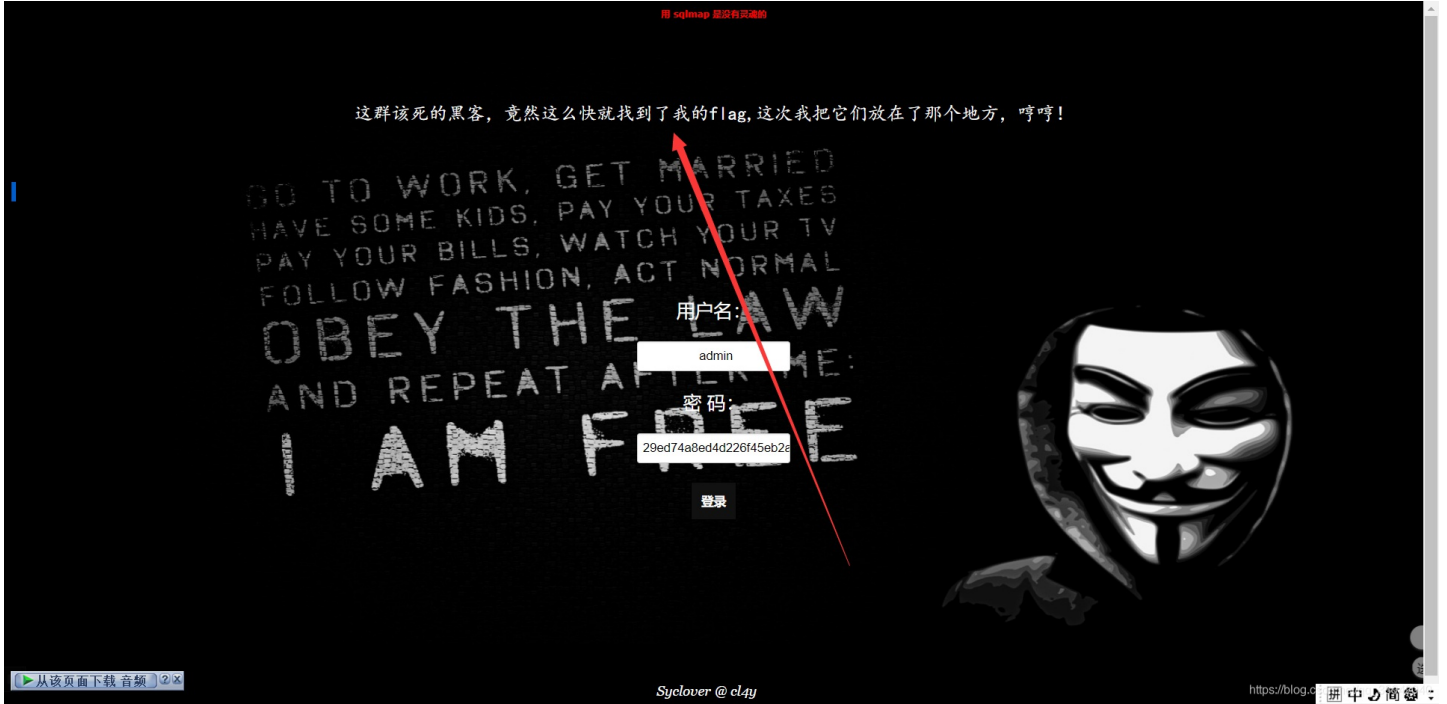 用 sqlmap 是没有灵魂的
这群该死的黑客，竟然这么快就找到了我的flag,这次我把它们放在了那个地方，哼哼！
GO TO WORK, GET MARRIED
HAVE SOME KIDS, PAY YOUR TAXES
PAY YOUR BILLS, WATCH YOUR TV
FOLLOW FASHION, ACT NORMAL
OBEY THE LAW
AND REPEAT AFTER ME:
I AM FREE
用户名：
admin
密 码：
29ed74a8ed4d226f45eb2a
登录
从该页面下载 音频
Syclover @ cl4y
https://blog.c
拼 中 简